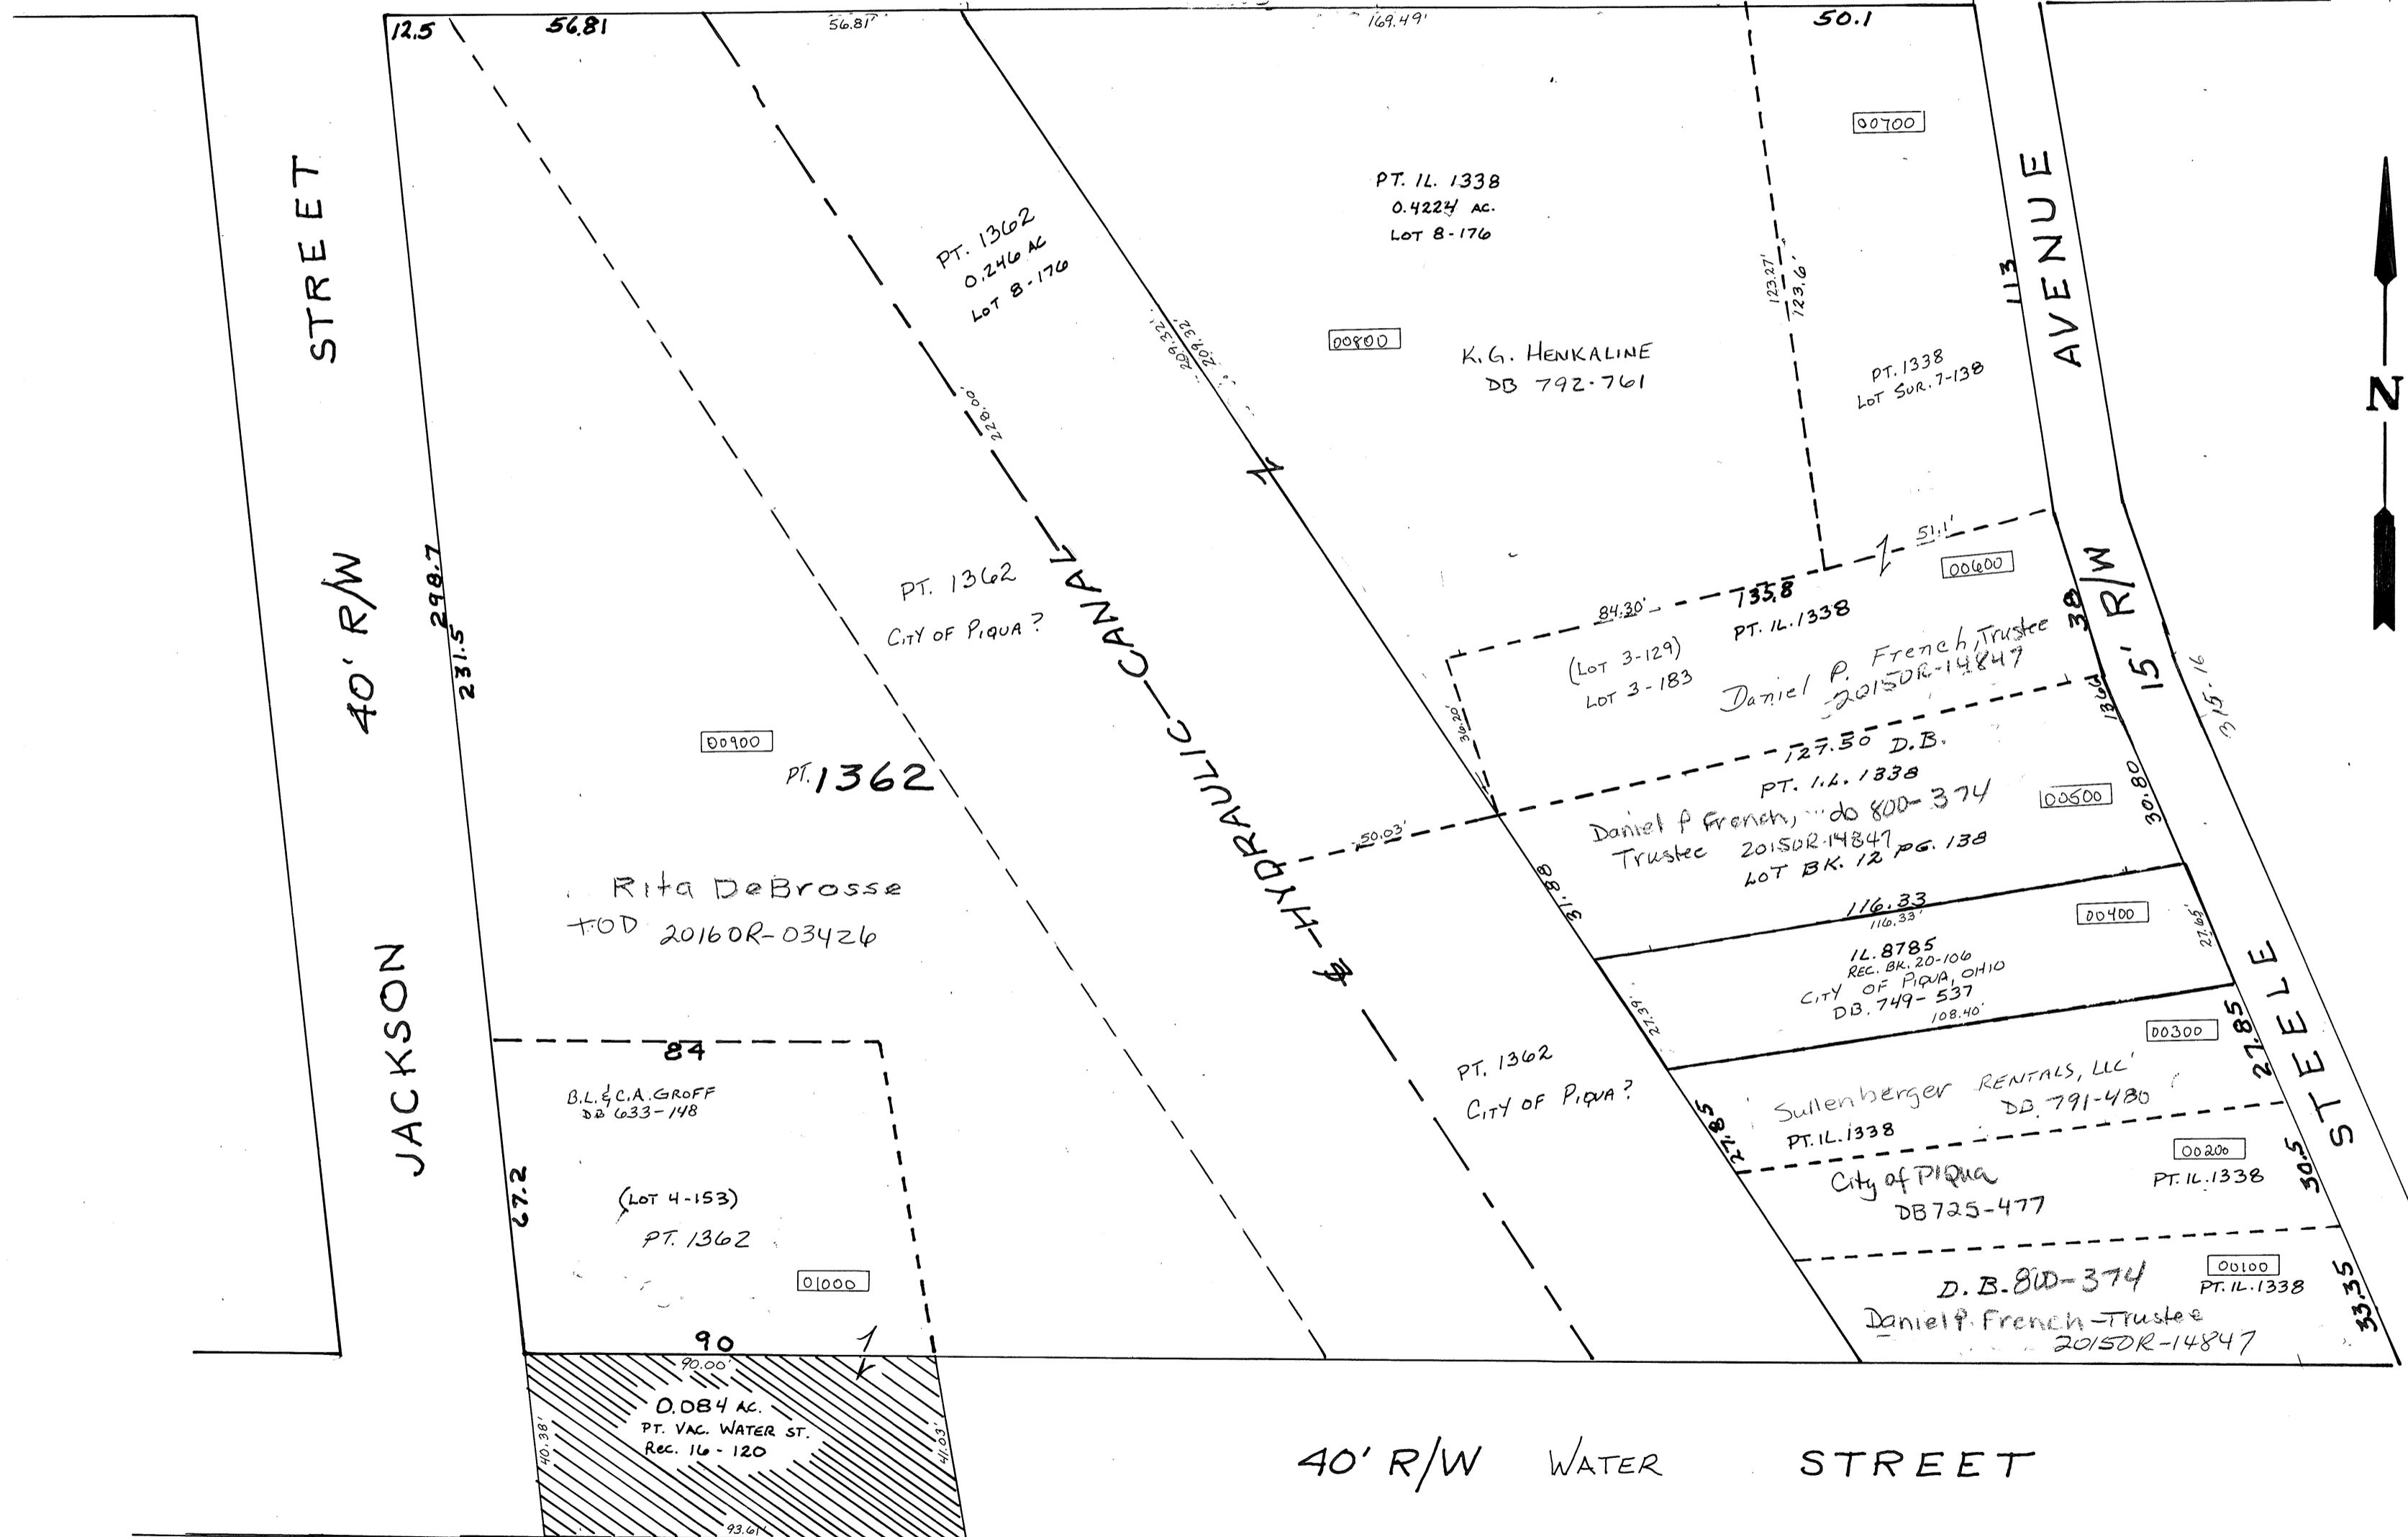 12.5
56.81
56.81'
169.49'
50.1
00700
STREET
AVENUE
PT. IL. 1338
0.4224 AC.
LOT 8-176
PT. 1362
0.246 AC
LOT 8-176
113
123.27'
123.6'
209.32'
209.32'
00800
K.G. HENKALINE
DB 792-761
PT. 1338
LOT SUR. 7-138
N
228.00'
298.7
231.5
40' R/W
PT. 1362
CITY OF PIQUA ?
51.1'
00600
84.30'
135.8
PT. IL. 1338
38
15' R/W
(LOT 3-129)
LOT 3-183
Daniel P. French, Trustee
2015OR-14847
36.20'
315.16
00900
PT. 1362
127.50 D.B.
PT. I.L. 1338
00500
30.80
Daniel P French, db 800-374
Trustee 2015OR-14847
LOT BK. 12 PG. 138
50.03'
31.88
₵-HYDRAULIC-CANAL
Rita DeBrosse
TOD 2016OR-03426
116.33
116.33'
00400
27.65'
IL. 8785
REC. BK. 20-106
CITY OF PIQUA, OHIO
DB. 749-537
108.40'
27.39'
JACKSON
84
00300
27.85
STEELE
B.L. & C.A. GROFF
DB 633-148
PT. 1362
CITY OF PIQUA ?
Sullenberger RENTALS, LLC
DB. 791-480
PT. IL. 1338
27.85
67.2
(LOT 4-153)
PT. 1362
01000
City of Piqua
DB 725-477
00200
PT. IL. 1338
30.5
D.B. 800-374
00100
PT. IL. 1338
Daniel P. French-Trustee
2015OR-14847
33.35
90
90.00'
0.084 AC.
PT. VAC. WATER ST.
Rec. 16-120
40.38'
41.03'
93.61'
40' R/W WATER STREET